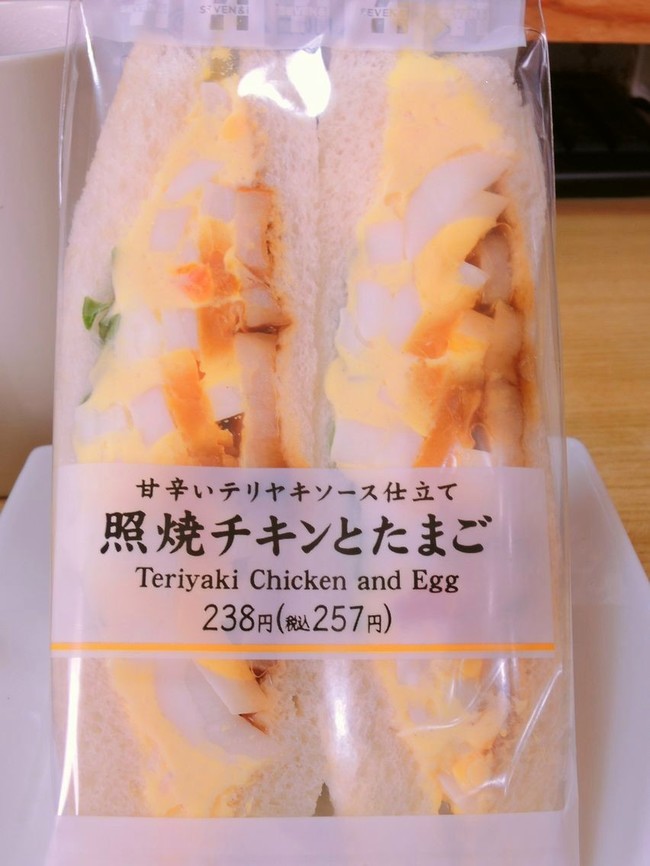 SEVEN&i
甘辛いテリヤキソース仕立て
照焼チキンとたまご
Teriyaki Chicken and Egg
238円(税込257円)